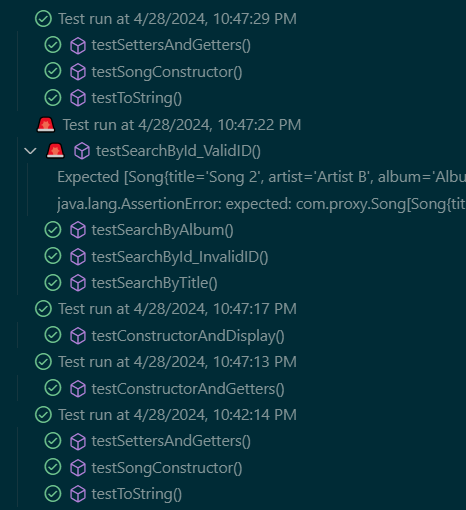 Test run at 4/28/2024, 10:47:29 PM
testSettersAndGetters()
testSongConstructor()
testToString()
Test run at 4/28/2024, 10:47:22 PM
testSearchById_ValidID()
Expected [Song{title='Song 2', artist='Artist B', album='Albu
java.lang.AssertionError: expected: com.proxy.Song[Song{tit
testSearchByAlbum()
testSearchById_InvalidID()
testSearchByTitle()
Test run at 4/28/2024, 10:47:17 PM
testConstructorAndDisplay()
Test run at 4/28/2024, 10:47:13 PM
testConstructorAndGetters()
Test run at 4/28/2024, 10:42:14 PM
testSettersAndGetters()
testSongConstructor()
testToString()